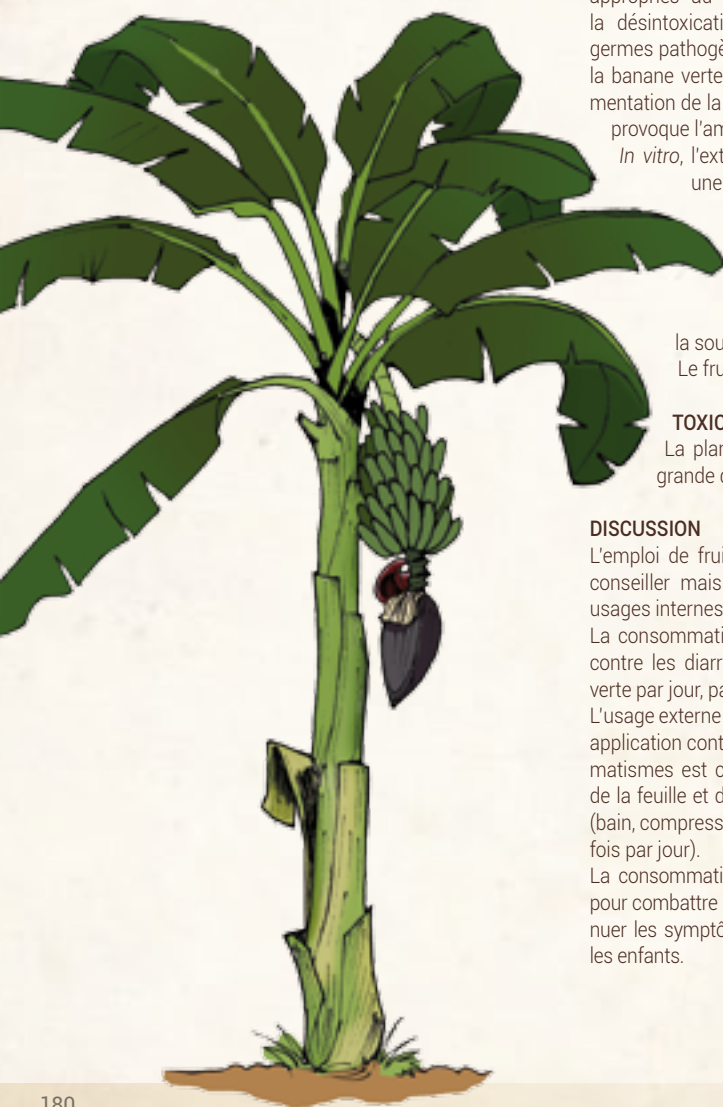 la désintoxicati
germes pathogè
la banane verte
mentation de la
provoque l'am
In vitro, l'ext
une
la sou
Le fru
TOXIC
La plan
grande c
DISCUSSION
L'emploi de frui
conseiller mais
usages internes
La consommati
contre les diarr
verte par jour, pa
L'usage externe
application cont
matismes est c
de la feuille et d
(bain, compress
fois par jour).
La consommati
pour combattre
nuer les symptô
les enfants.
180